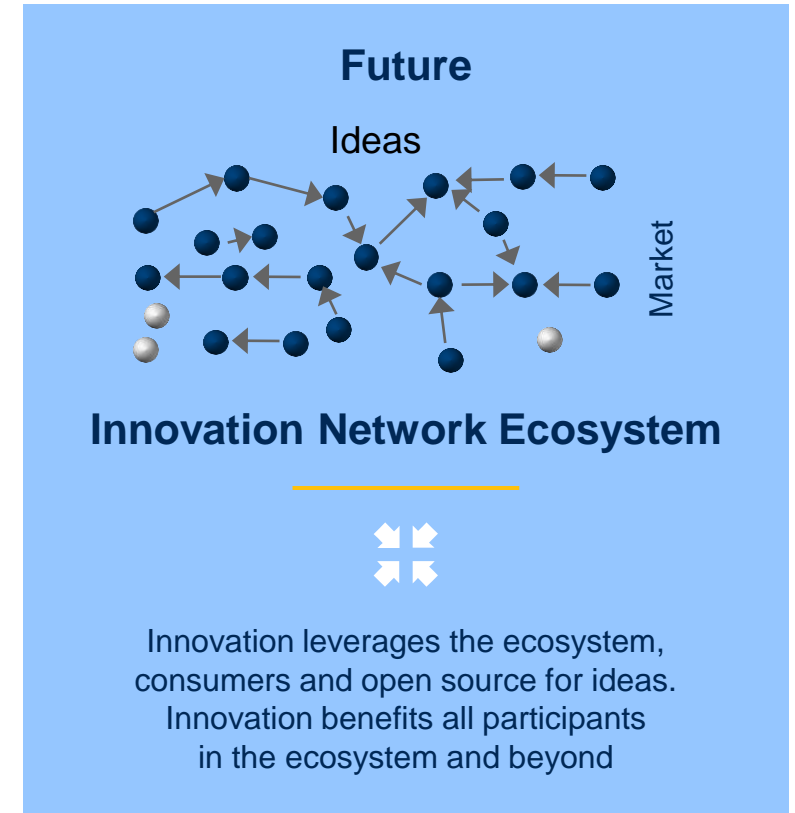 Future
Ideas
Market
Innovation Network Ecosystem
Innovation leverages the ecosystem,
consumers and open source for ideas.
Innovation benefits all participants
in the ecosystem and beyond